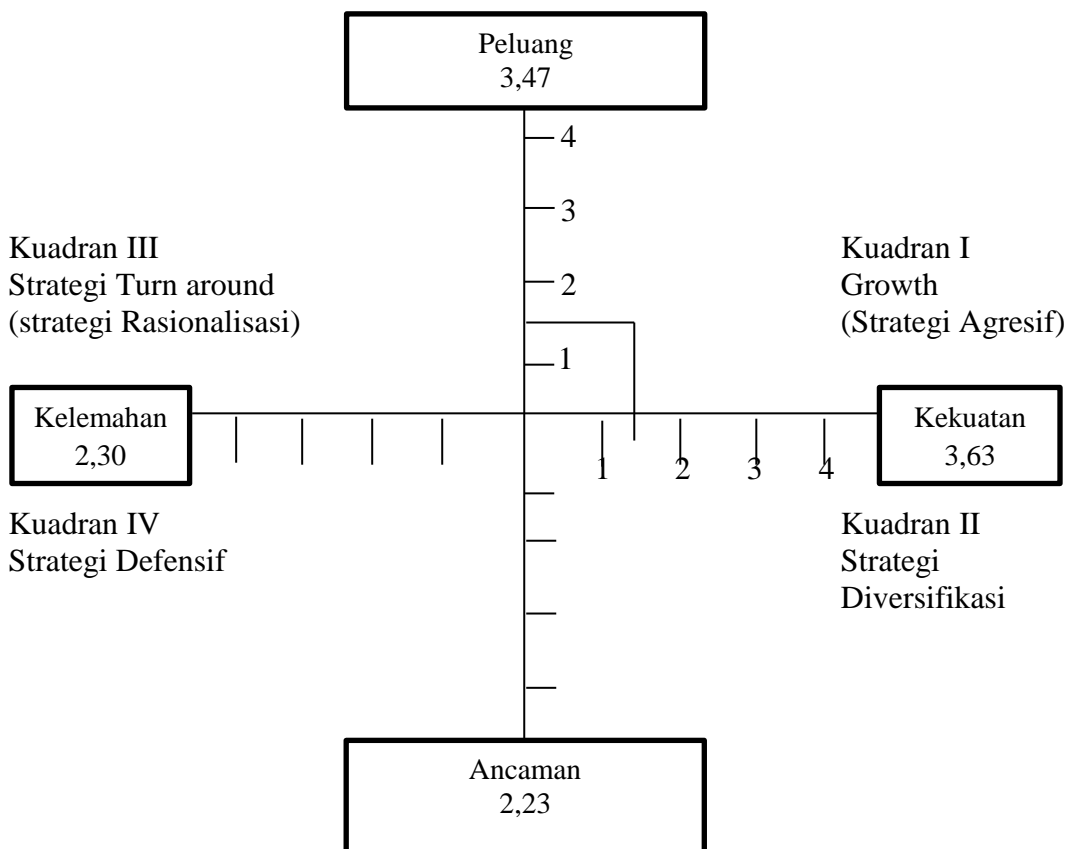 Peluang
3,47
4
3
Kuadran III
Strategi Turn around
(strategi Rasionalisasi)
2
1
Kuadran I
Growth
(Strategi Agresif)
Kelemahan
2,30
1 2 3 4
Kekuatan
3,63
Kuadran IV
Strategi Defensif
Kuadran II
Strategi
Diversifikasi
Ancaman
2,23